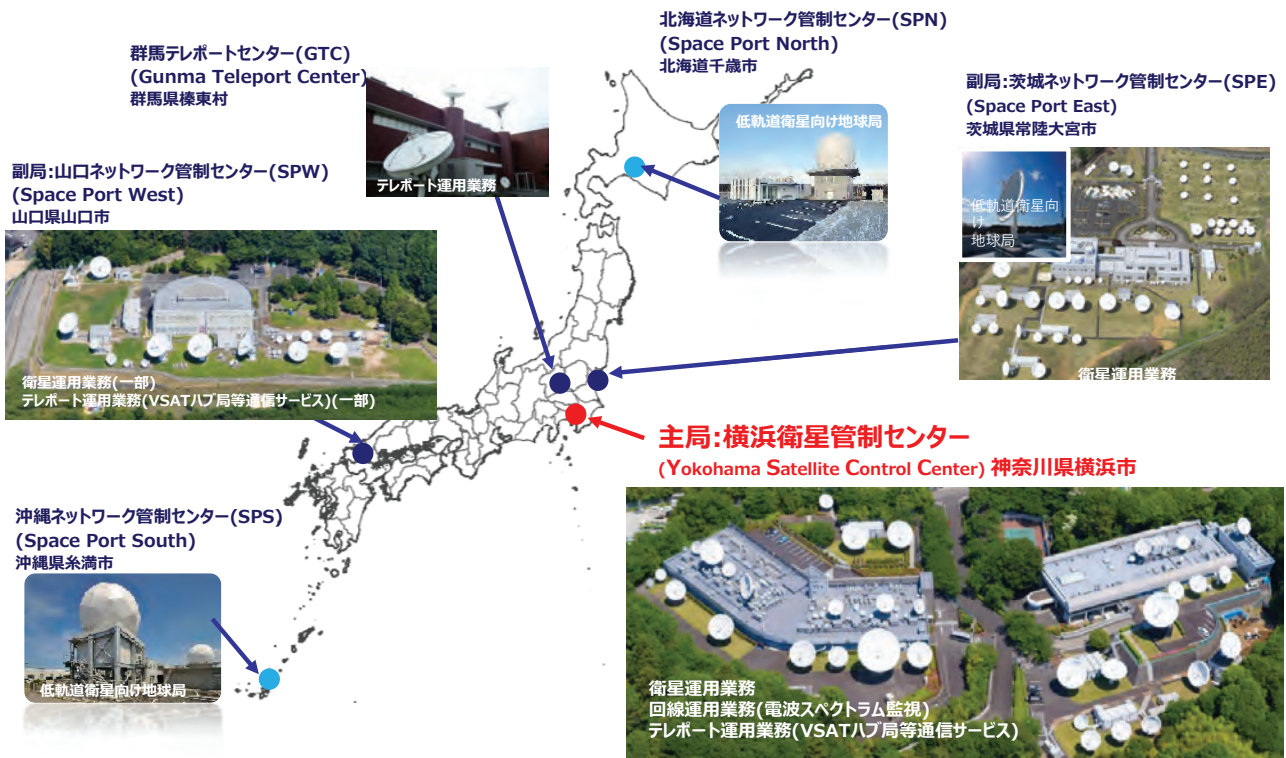 北海道ネットワーク管制センター(SPN)
(Space Port North)
北海道千歳市
低軌道衛星向け地球局
群馬テレポートセンター(GTC)
(Gunma Teleport Center)
群馬県榛東村
テレポート運用業務
副局:茨城ネットワーク管制センター(SPE)
(Space Port East)
茨城県常陸大宮市
低軌道衛星向
け
地球局
衛星運用業務
副局:山口ネットワーク管制センター(SPW)
(Space Port West)
山口県山口市
衛星運用業務(一部)
テレポート運用業務(VSATハブ局等通信サービス)(一部)
主局:横浜衛星管制センター
(Yokohama Satellite Control Center) 神奈川県横浜市
衛星運用業務
回線運用業務(電波スペクトラム監視)
テレポート運用業務(VSATハブ局等通信サービス)
沖縄ネットワーク管制センター(SPS)
(Space Port South)
沖縄県糸満市
低軌道衛星向け地球局